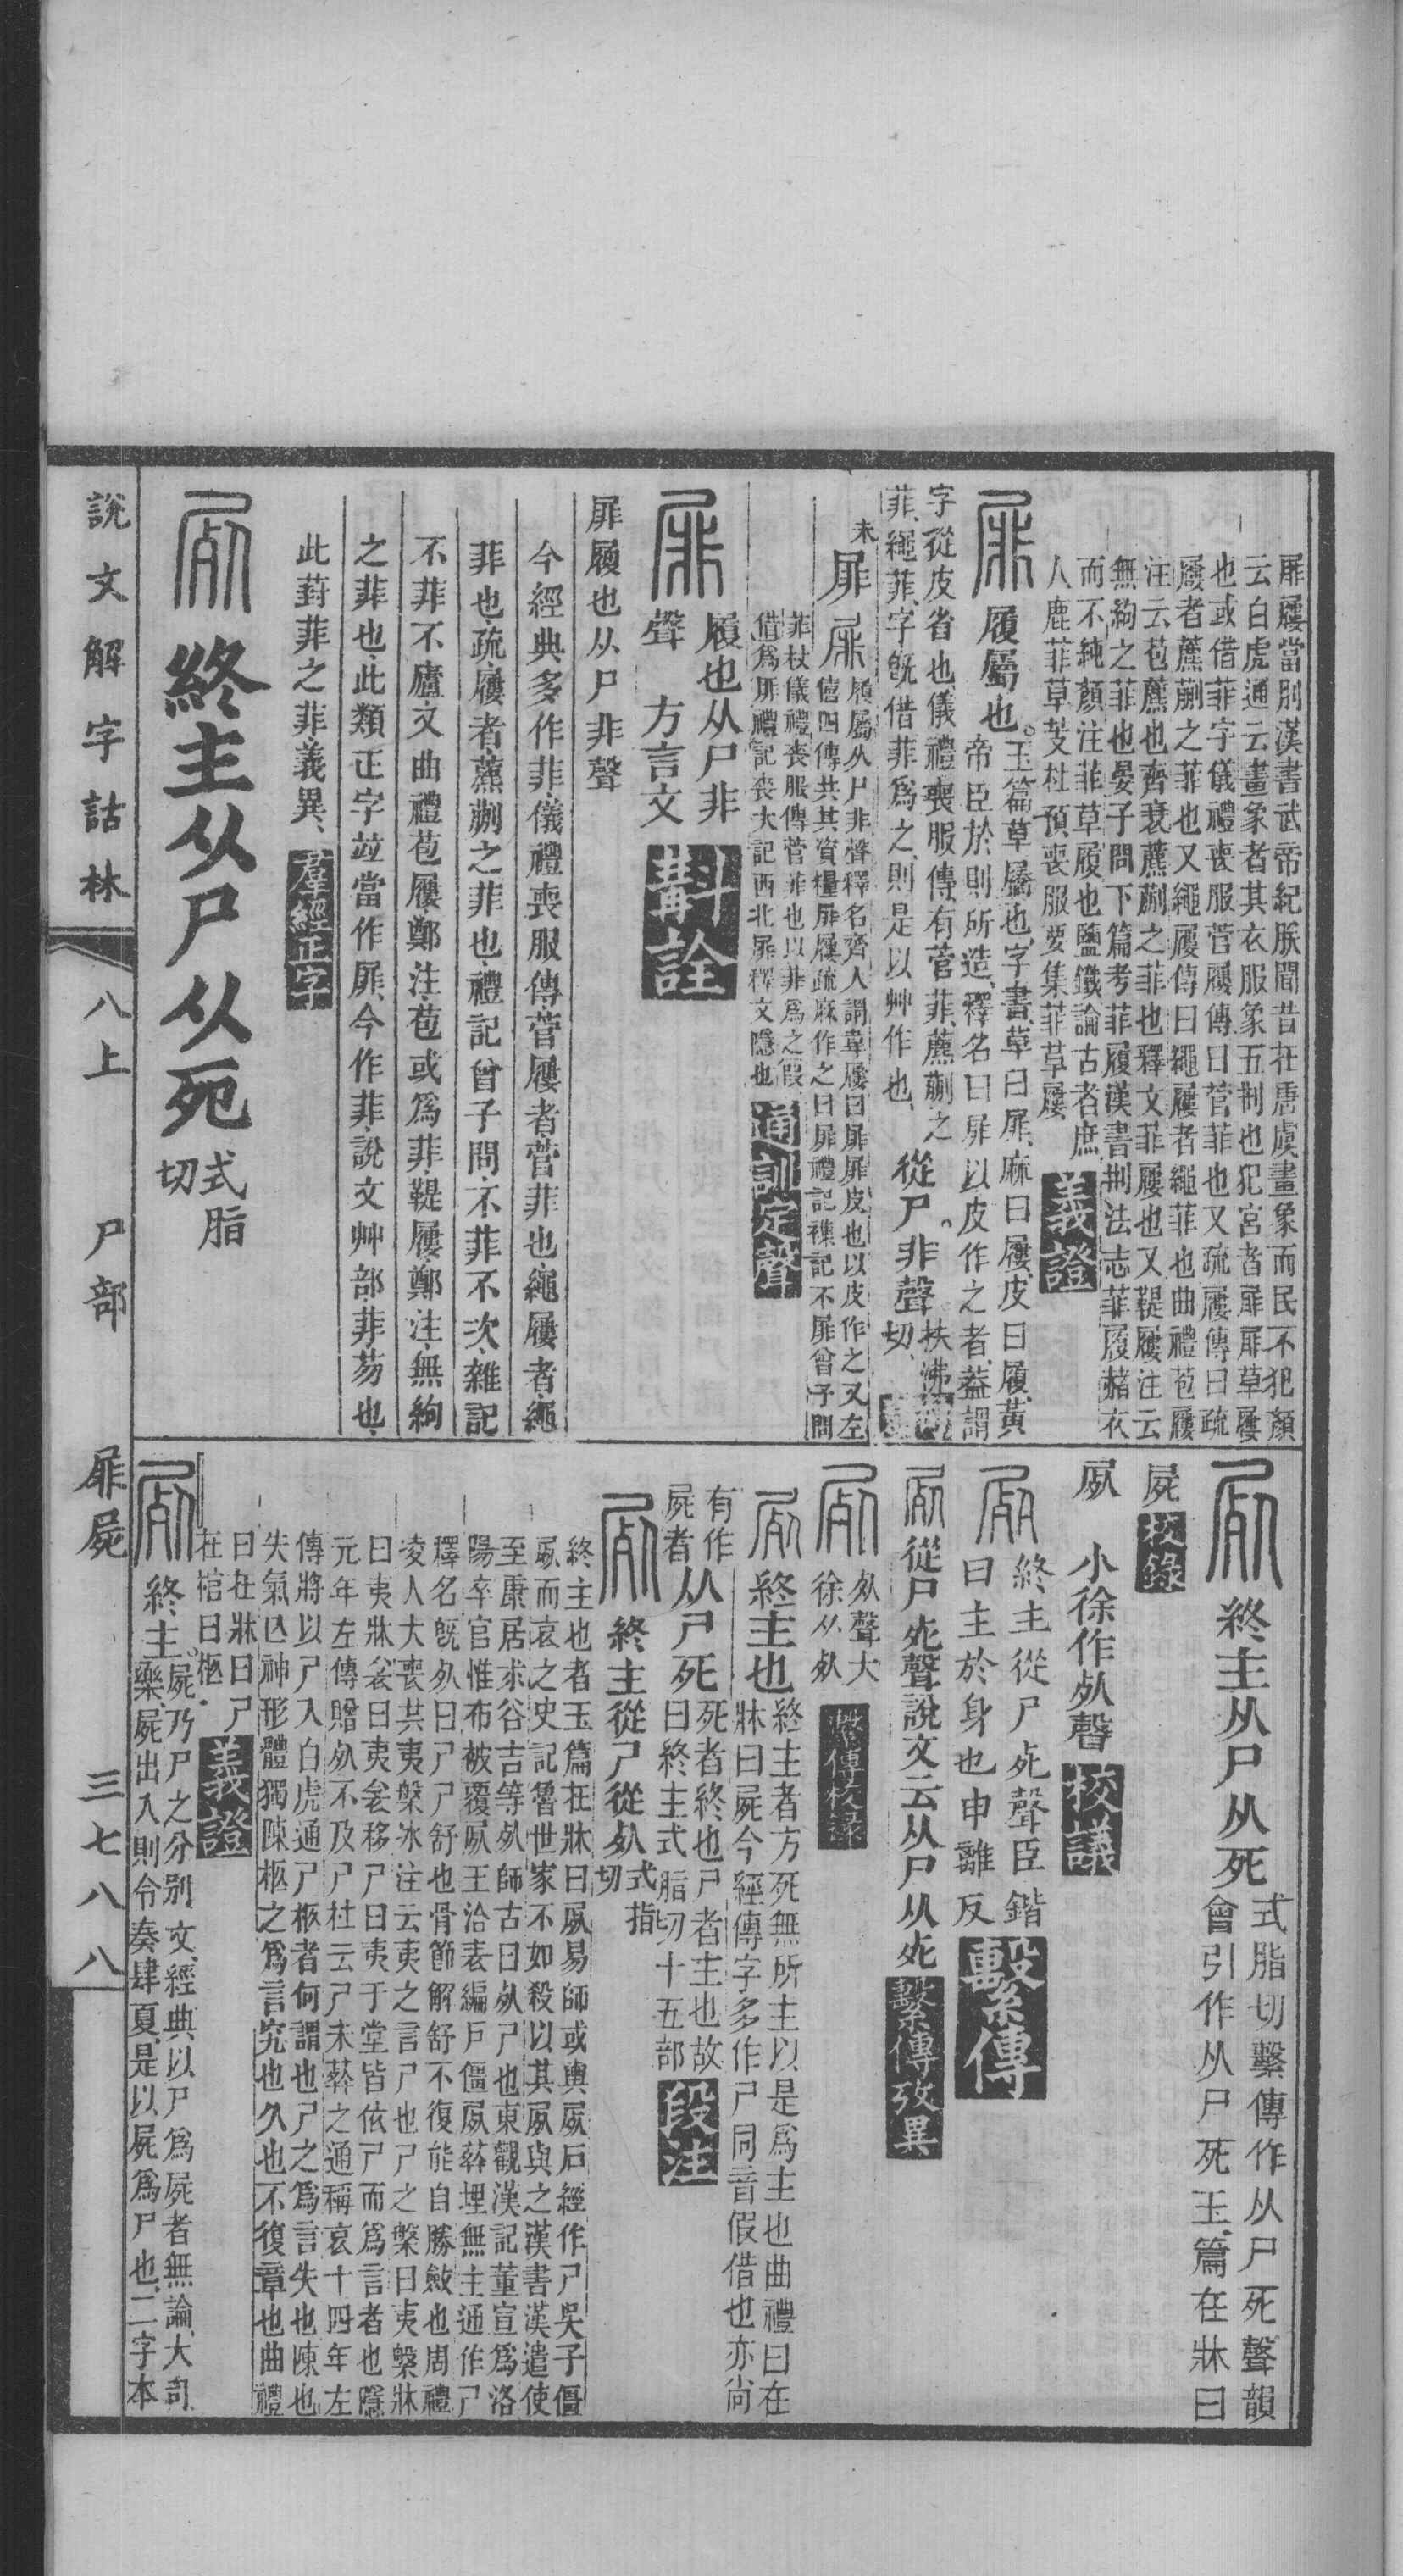 屝屨當刖漢書武帝紀朕聞昔在唐虞畫象而民不犯顏
云白虎通云畫象者其衣服象五刑也犯宮者屝屝草屨
也或借菲字儀禮喪服菅屨傳曰菅菲也又疏屨傳曰疏
屨者藨蒯之菲也又繩屨傳曰繩屨者繩菲也曲禮苞屨
注云苞藨也齊衰藨蒯之菲也釋文菲屨也又鞮屨注云
無絇之菲也晏子問下篇考菲履漢書刑法志菲履赭衣
而不純顏注菲草履也鹽鐵論古者庶
人鹿菲草芰杜預喪服要集菲草屨
義證
屝
履屬也。
玉篇草屩也字書草曰屝麻曰屨皮曰履黃
帝臣於則所造釋名曰屝以皮作之者葢謂
字從皮省也儀禮喪服傳有菅菲藨蒯之
菲繩菲字旣借菲爲之則是以艸作也
從尸非聲
扶沸
切
未
屝
屝
履屬从尸非聲釋名齊人謂韋屨曰屝屝皮也以皮作之又左
僖四傳共其資糧屝屨疏麻作之曰屝禮記襍記不屝曾子問
菲杖儀禮喪服傳菅菲也以菲爲之假
借爲厞禮記喪大記西北厞釋文隱也
通訓定聲
屝
履也从尸非
聲 方言文
斠詮
屝履也从尸非聲
今經典多作菲儀禮喪服傳菅屨者菅菲也繩屨者繩
菲也疏屨者藨蒯之菲也禮記曾子問不菲不次雜記
不菲不廬文曲禮苞屨鄭注苞或爲菲鞮屨鄭注無絇
之菲也此類正字竝當作屝今作菲說文艸部菲芴也
此葑菲之菲義異
羣經正字
屍
終主从尸从死
式脂
切
屍
終主从尸从死
式脂切繫傳作从尸死聲韻
會引作从尸死玉篇在牀曰
屍
校錄
屍 小徐作死聲
校議
屍
終主從尸死聲臣鍇
曰主於身也申離反
繫傳
屍
從尸死聲說文云从尸从死
繫傳攷異
屍
死聲大
徐从死
繫傳校錄
屍
終主也
終主者方死無所主以是爲主也曲禮曰在
牀曰屍今經傳字多作尸同音假借也亦尚
有作
屍者
从尸死
死者終也尸者主也故
曰終主式脂切十五部
段注
屍
終主從尸從死
式指
切
終主也者玉篇在牀曰屍易師或輿屍石經作尸吳子僵
屍而哀之史記魯世家不如殺以其屍與之漢書漢遣使
至康居求谷吉等死師古曰死尸也東觀漢記董宣爲洛
陽卒官惟布被覆屍王洽表編戶僵屍莽埋無主通作尸
釋名旣死曰尸尸舒也骨節解舒不復能自勝斂也周禮
凌人大喪共夷槃冰注云夷之言尸也尸之槃曰夷槃牀
曰夷牀衾曰夷衾移尸曰夷于堂皆依尸而爲言者也隱
元年左傳贈死不及尸杜云尸未葬之通稱哀十四年左
傳將以尸入白虎通尸柩者何謂也尸之爲言失也陳也
失氣亾神形體獨陳柩之爲言究也久也不復章也曲禮
曰在牀曰尸
在棺曰柩
義證
屍
終主。
屍乃尸之分别文經典以尸爲屍者無論大司
樂屍出入則令奏肆夏是以屍爲尸也二字本
說文解字詁林
八上
尸部
屝屍
三七八八